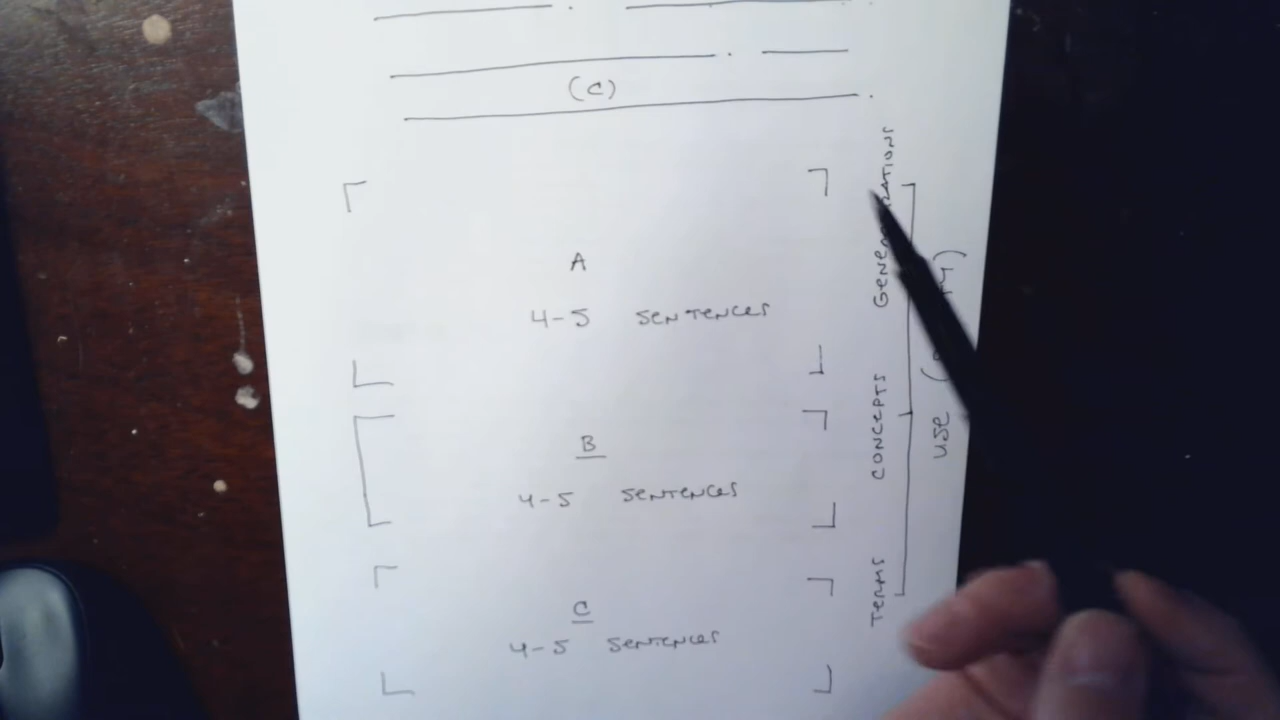 (C)
A
4-5 SENTENCES
B
4-5 SENTENCES
C
4-5 SENTENCES
TERMS CONCEPTS
USE